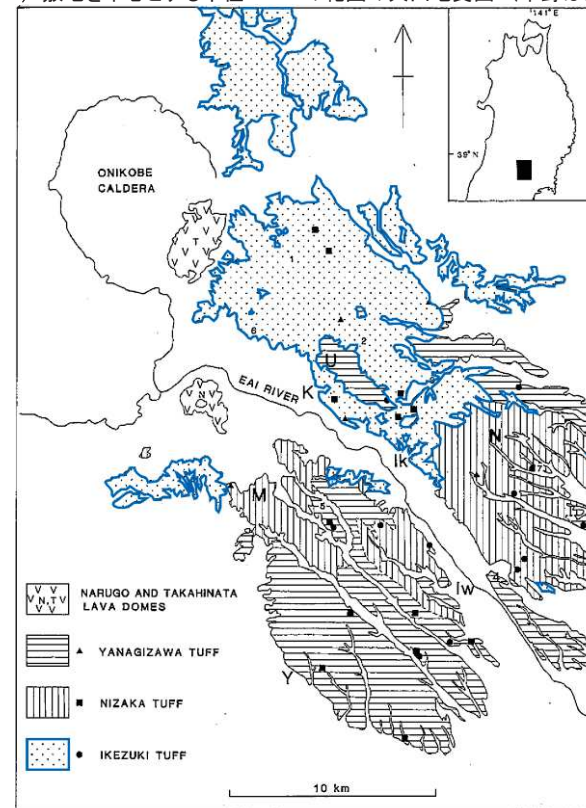 141°E
39°N
ONIKOBE
CALDERA
T
1
6
2
U
K
EAI RIVER
N
N
7
Ik
M
5
4
Iw
Y
N,T NARUGO AND TAKAHINATA
LAVA DOMES
YANAGIZAWA TUFF
NIZAKA TUFF
IKEZUKI TUFF
10 km